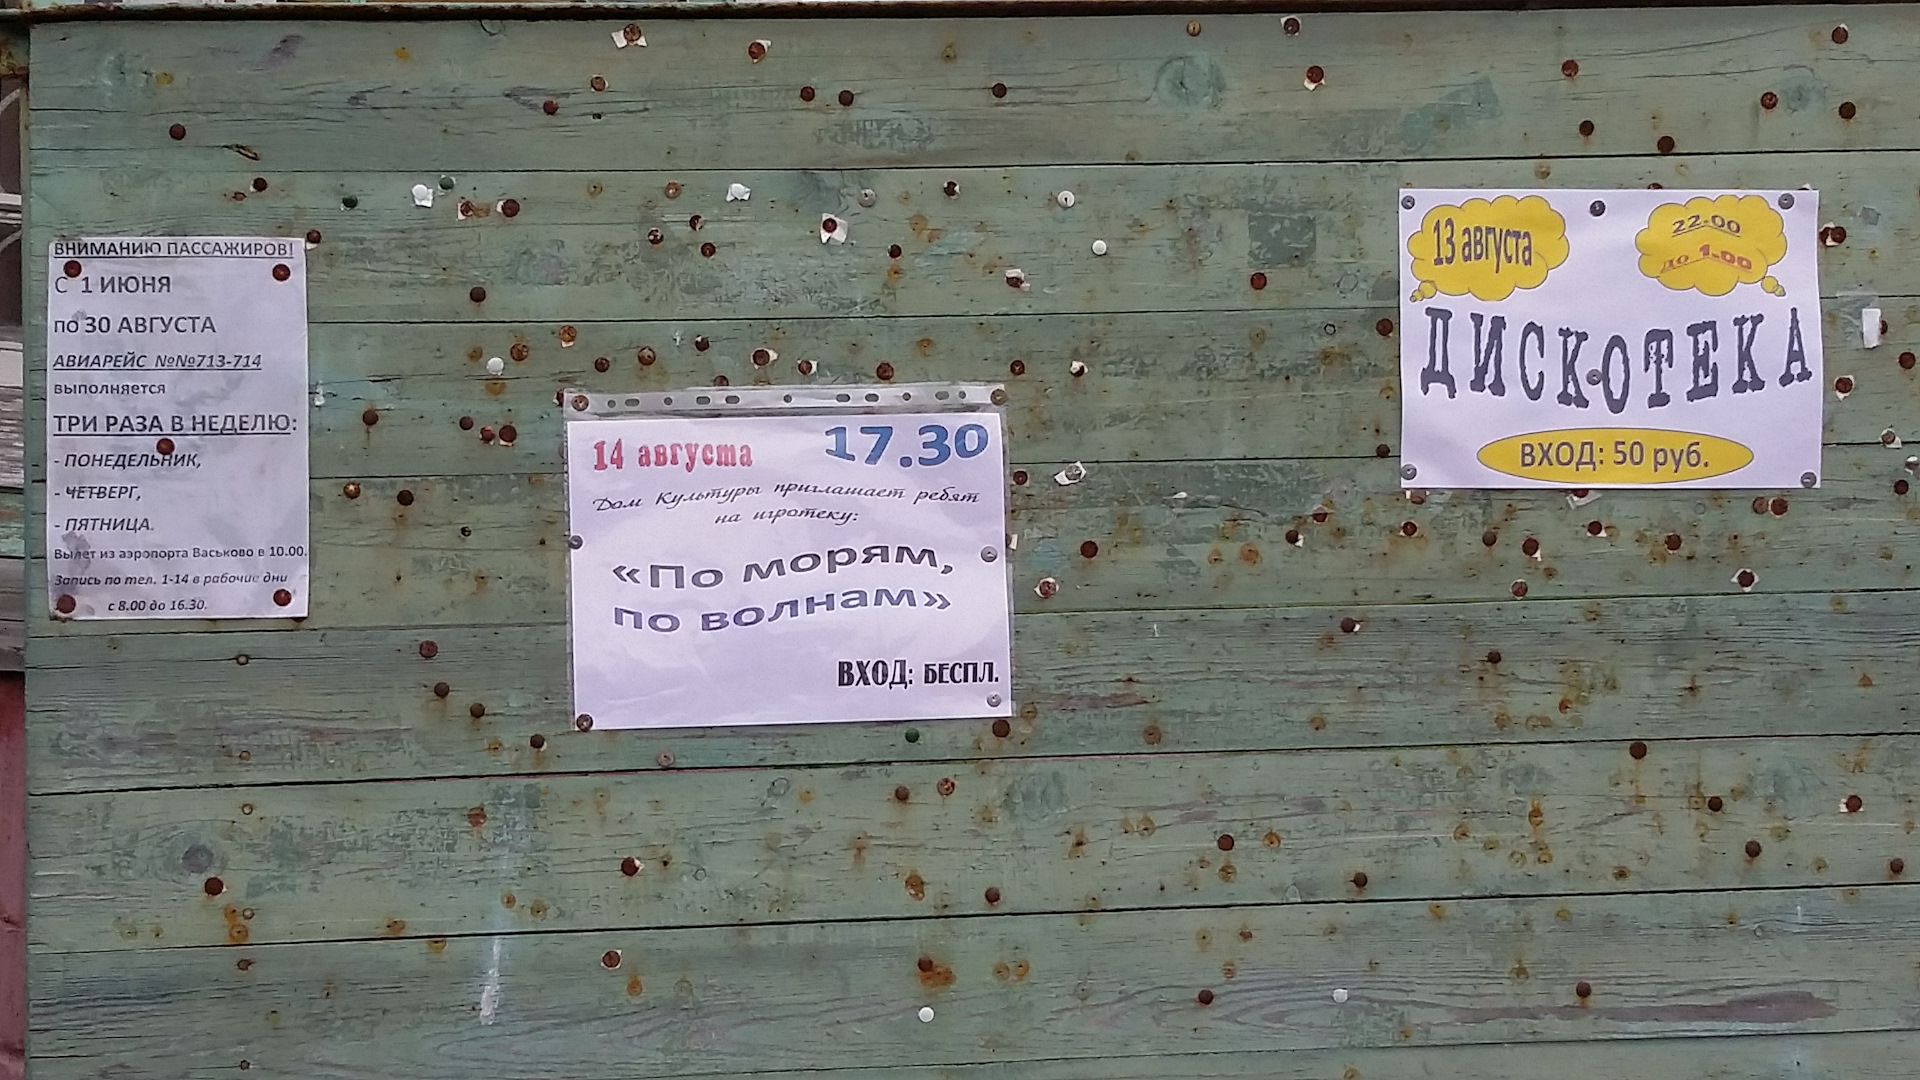 ВНИМАНИЮ ПАССАЖИРОВ!
С 1 ИЮНЯ
по 30 АВГУСТА
АВИАРЕЙС №№713-714
выполняется
ТРИ РАЗА В НЕДЕЛЮ:
- ПОНЕДЕЛЬНИК,
- ЧЕТВЕРГ,
- ПЯТНИЦА.
Вылет из аэропорта Васьково в 10.00.
Запись по тел. 1-14 в рабочие дни
с 8.00 до 16.30.
14 августа 17.30
Дом Культуры приглашает ребят
на игротеку:
«По морям,
по волнам»
ВХОД: БЕСПЛ.
13 августа
22-00
до 1.00
ДИСКОТЕКА
ВХОД: 50 руб.